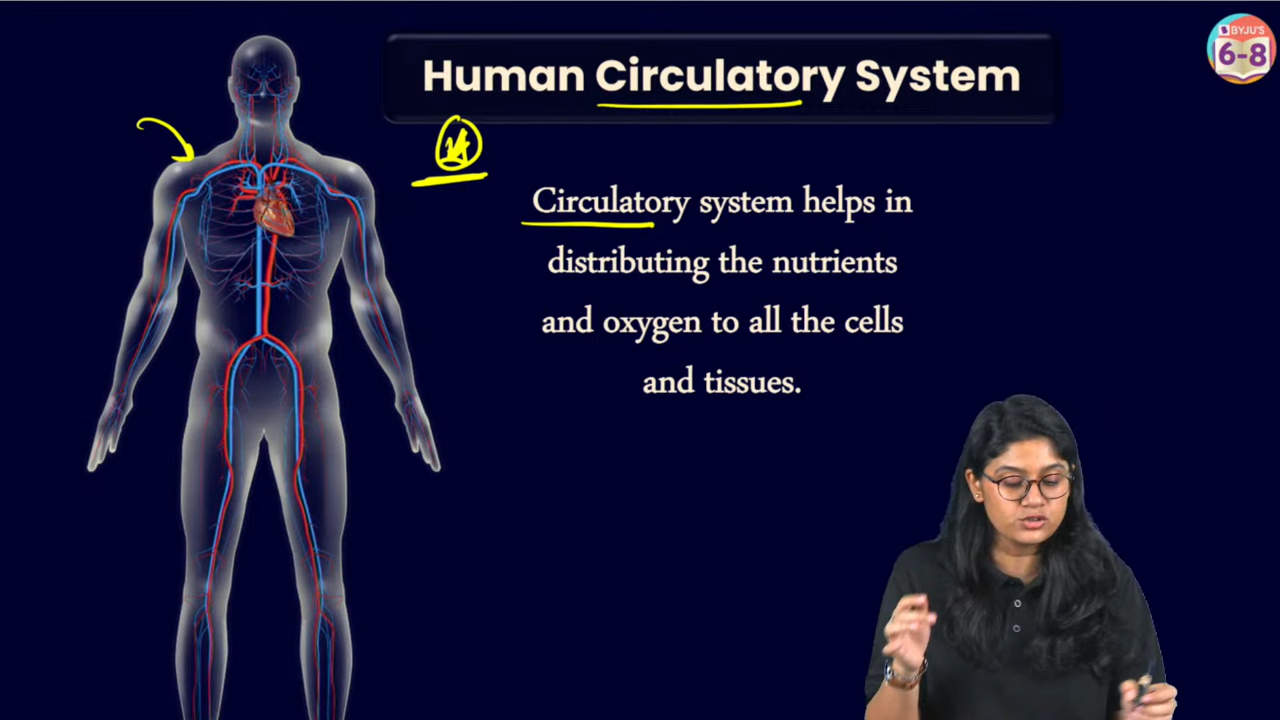 BYJU'S
6-8
Human Circulatory System
Circulatory system helps in
distributing the nutrients
and oxygen to all the cells
and tissues.